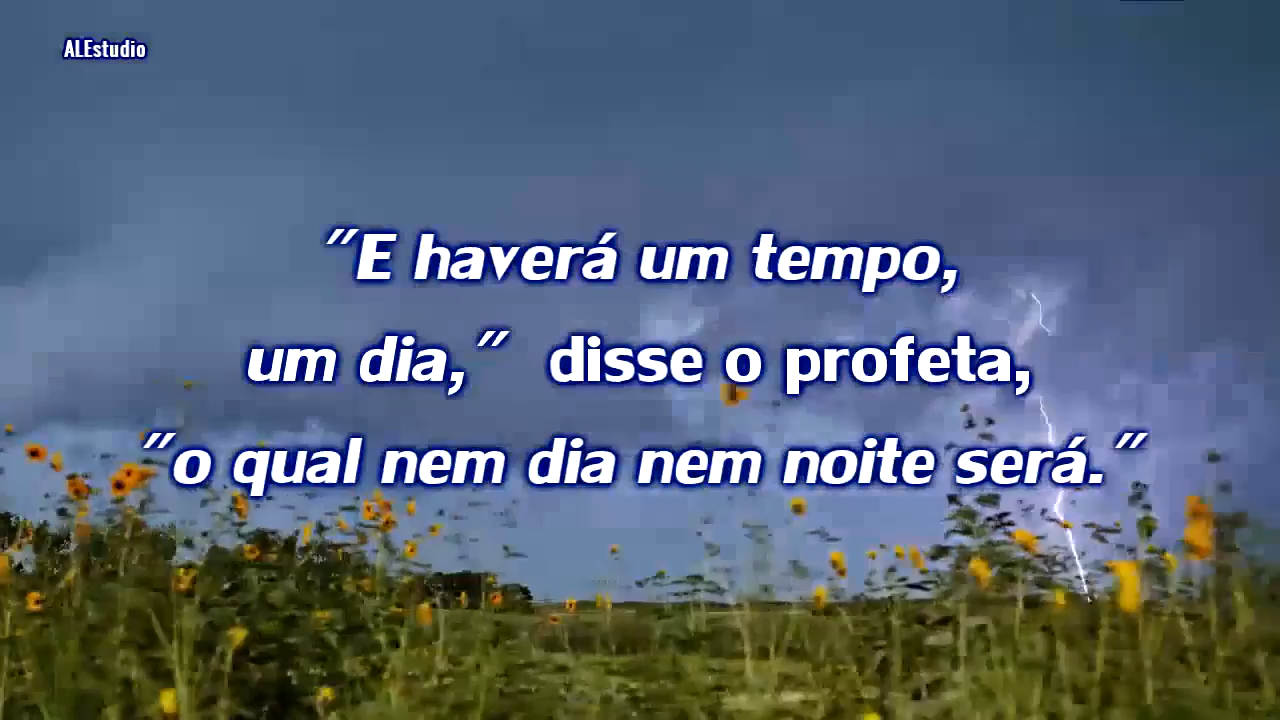 ALEstudio
"E haverá um tempo,
um dia," disse o profeta,
"o qual nem dia nem noite será."